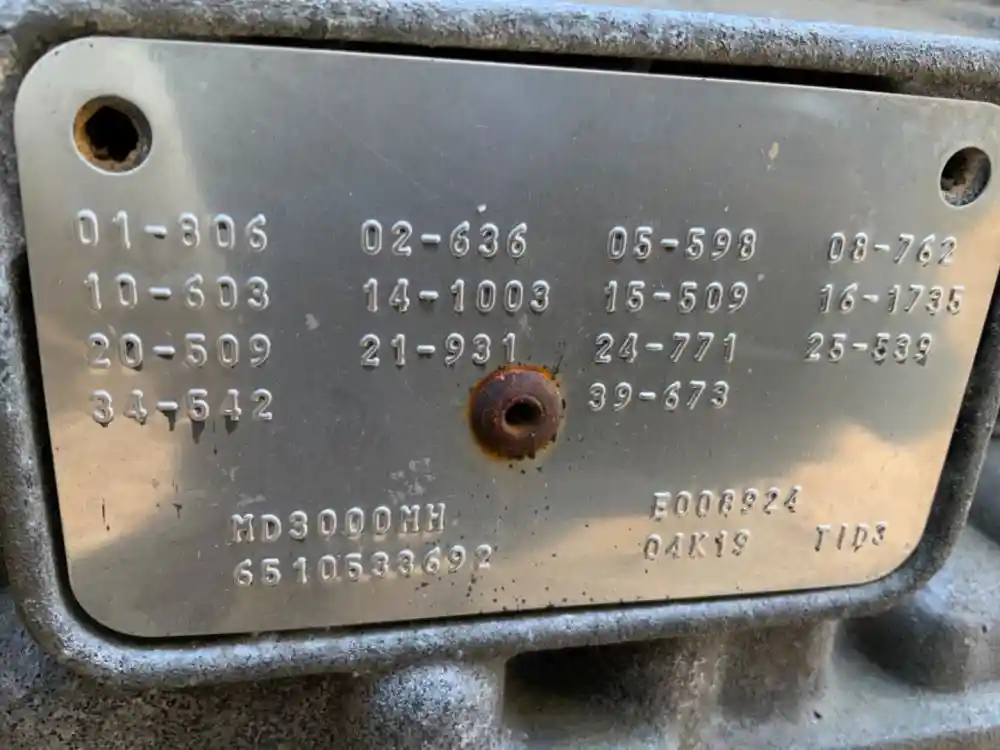 01-806 02-636 05-598 08-762
10-603 14-1003 15-509 16-1735
20-509 21-931 24-771 25-539
34-542 39-673
MD3000MH E008924
6510533692 04K19 TID3